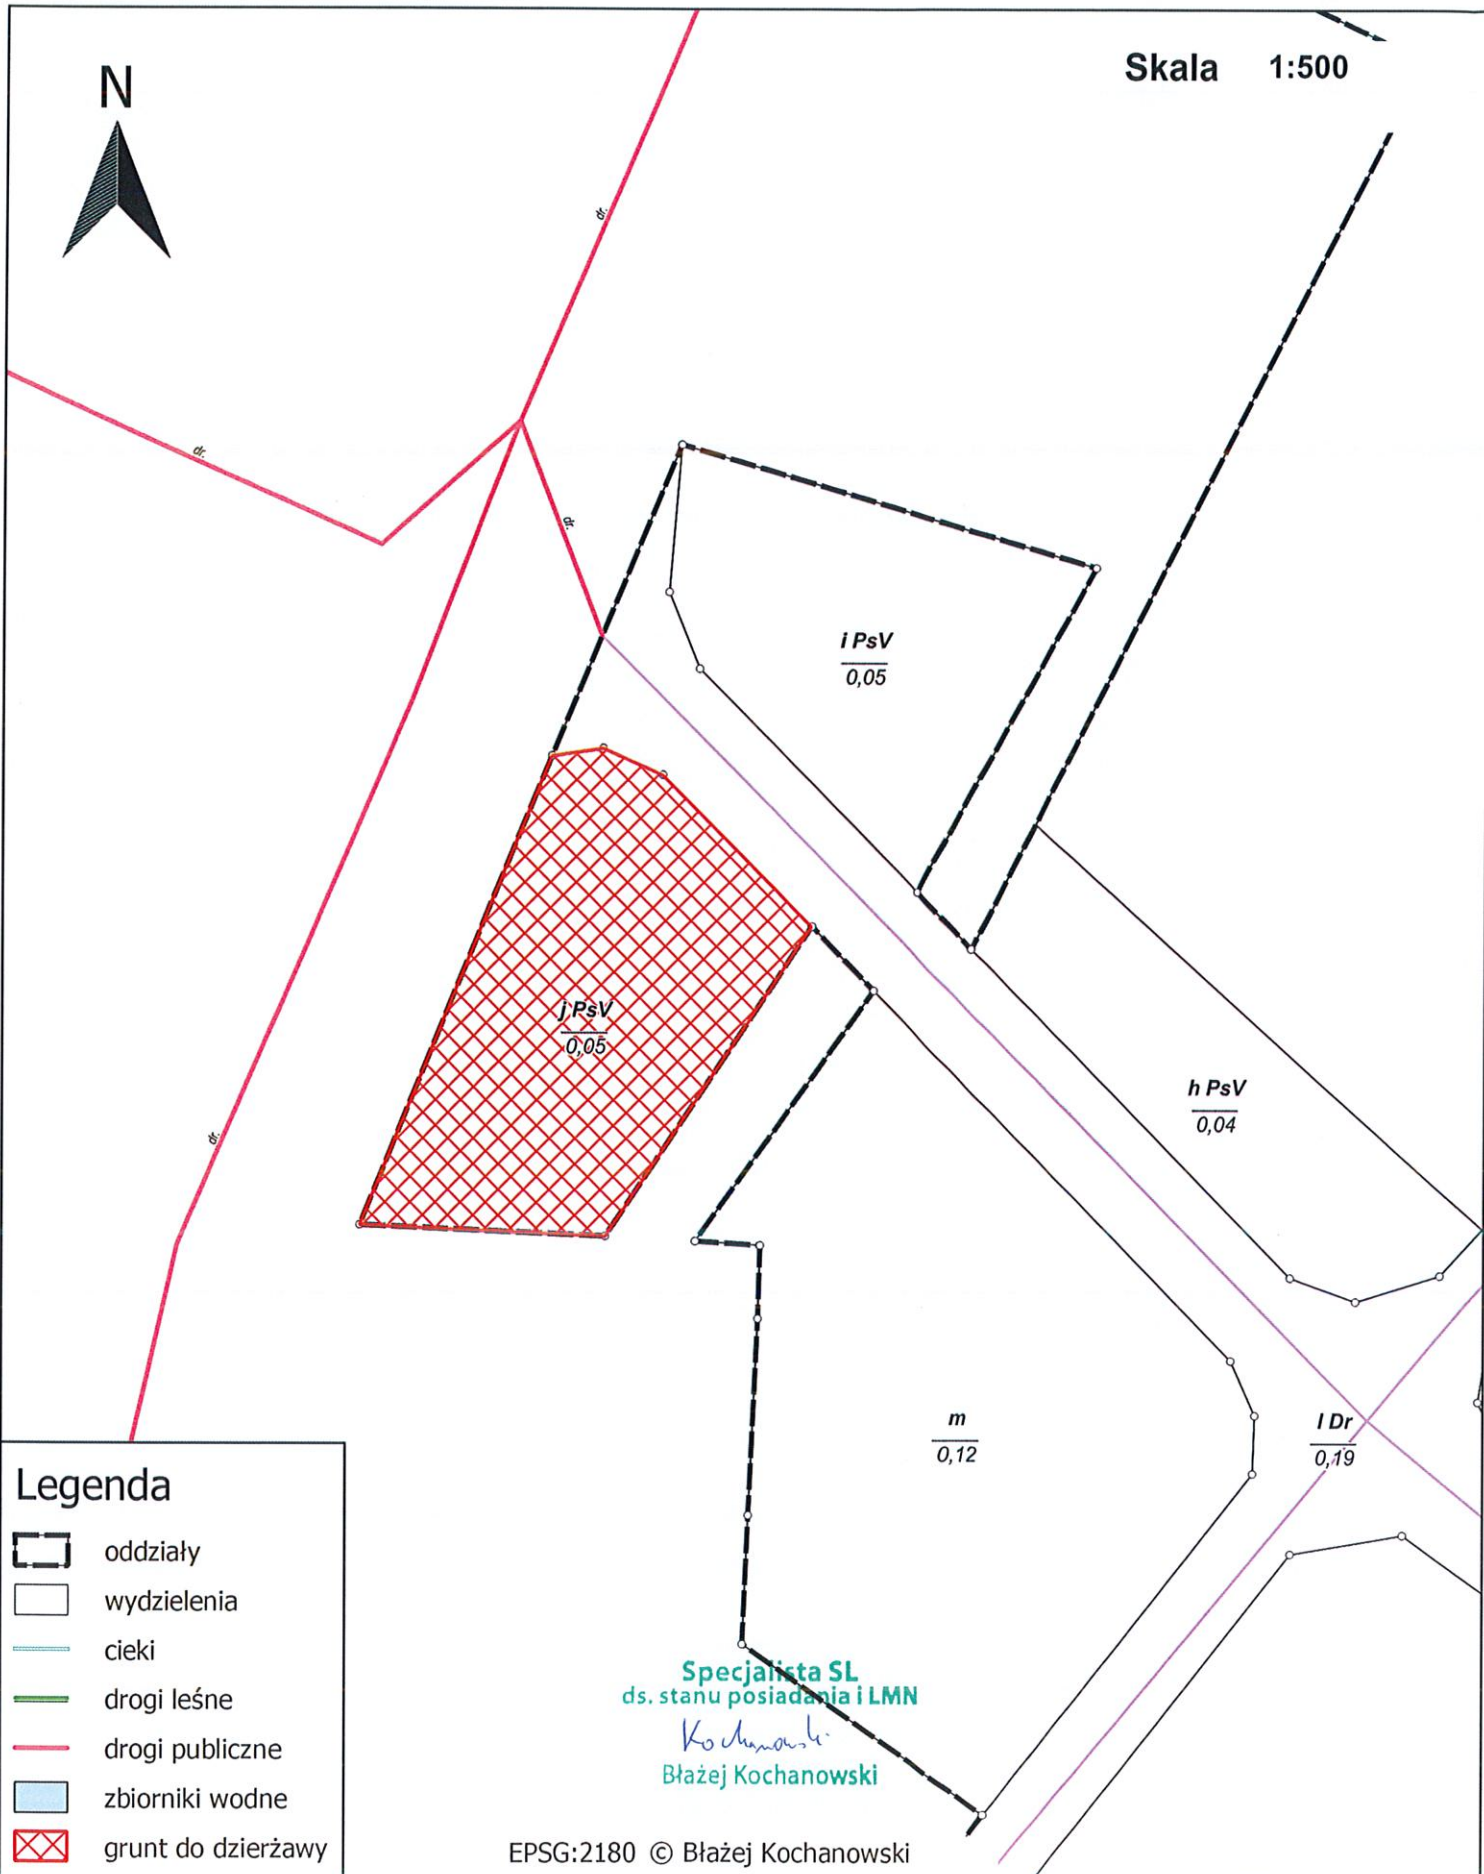 Skala 1:500
N
dr.
dr.
dr.
i PsV
0,05
j PsV
0,05
h PsV
0,04
dr.
m
0,12
l Dr
0,19
Legenda
oddziały
wydzielenia
cieki
drogi leśne
drogi publiczne
zbiorniki wodne
grunt do dzierżawy
Specjalista SL
ds. stanu posiadania i LMN
Kochanowski
Błażej Kochanowski
EPSG:2180 © Błażej Kochanowski